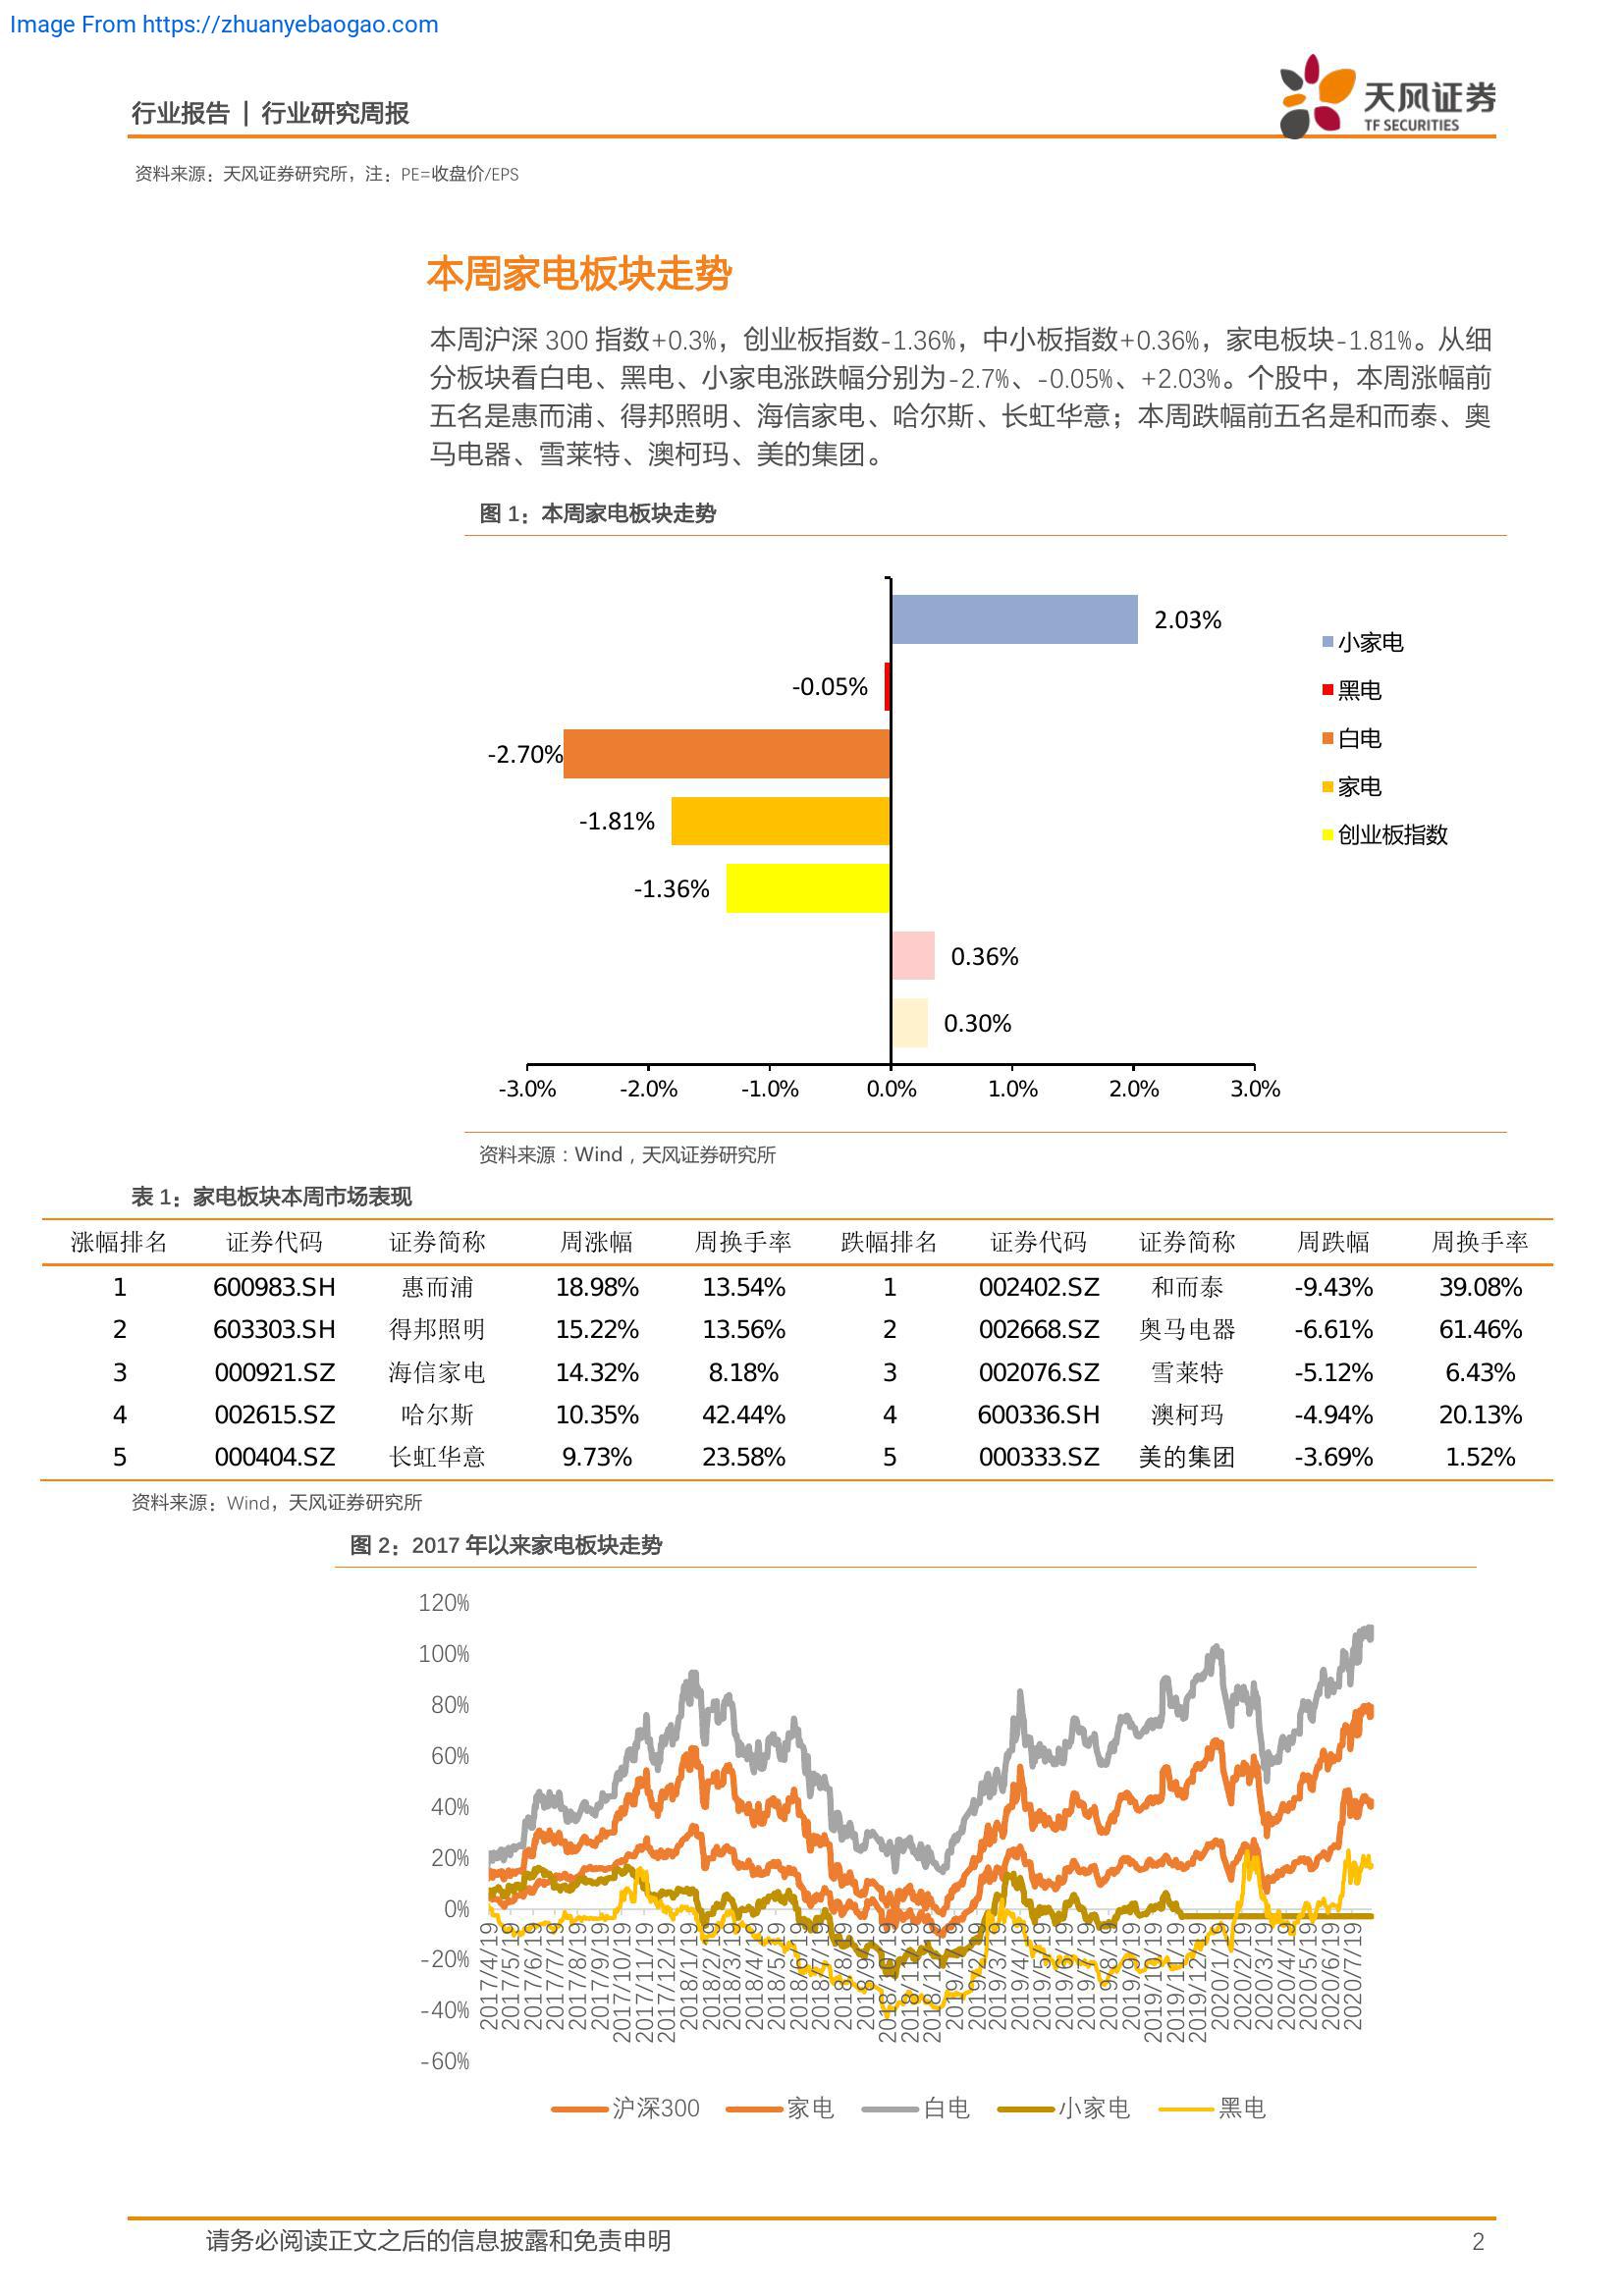 Image From https://zhuanyebaogao.com
行业报告 | 行业研究周报
天风证券
TF SECURITIES
资料来源：天风证券研究所，注：PE=收盘价/EPS
本周家电板块走势
本周沪深 300 指数+0.3%，创业板指数-1.36%，中小板指数+0.36%，家电板块-1.81%。从细
分板块看白电、黑电、小家电涨跌幅分别为-2.7%、-0.05%、+2.03%。个股中，本周涨幅前
五名是惠而浦、得邦照明、海信家电、哈尔斯、长虹华意；本周跌幅前五名是和而泰、奥
马电器、雪莱特、澳柯玛、美的集团。
图 1：本周家电板块走势
2.03%
-0.05%
-2.70%
-1.81%
-1.36%
0.36%
0.30%
小家电
黑电
白电
家电
创业板指数
-3.0% -2.0% -1.0% 0.0% 1.0% 2.0% 3.0%
资料来源：Wind，天风证券研究所
表 1：家电板块本周市场表现
涨幅排名 证券代码 证券简称 周涨幅 周换手率 跌幅排名 证券代码 证券简称 周跌幅 周换手率
1 600983.SH 惠而浦 18.98% 13.54% 1 002402.SZ 和而泰 -9.43% 39.08%
2 603303.SH 得邦照明 15.22% 13.56% 2 002668.SZ 奥马电器 -6.61% 61.46%
3 000921.SZ 海信家电 14.32% 8.18% 3 002076.SZ 雪莱特 -5.12% 6.43%
4 002615.SZ 哈尔斯 10.35% 42.44% 4 600336.SH 澳柯玛 -4.94% 20.13%
5 000404.SZ 长虹华意 9.73% 23.58% 5 000333.SZ 美的集团 -3.69% 1.52%
资料来源：Wind，天风证券研究所
图 2：2017 年以来家电板块走势
120%
100%
80%
60%
40%
20%
0%
-20%
-40%
-60%
2017/4/19
2017/5/19
2017/6/19
2017/7/19
2017/8/19
2017/9/19
2017/10/19
2017/11/19
2017/12/19
2018/1/19
2018/2/19
2018/3/19
2018/4/19
2018/5/19
2018/6/19
2018/7/19
2018/8/19
2018/9/19
2018/10/19
2018/11/19
2018/12/19
2019/1/19
2019/2/19
2019/3/19
2019/4/19
2019/5/19
2019/6/19
2019/7/19
2019/8/19
2019/9/19
2019/10/19
2019/11/19
2019/12/19
2020/1/19
2020/2/19
2020/3/19
2020/4/19
2020/5/19
2020/6/19
2020/7/19
沪深300 家电 白电 小家电 黑电
请务必阅读正文之后的信息披露和免责申明
2